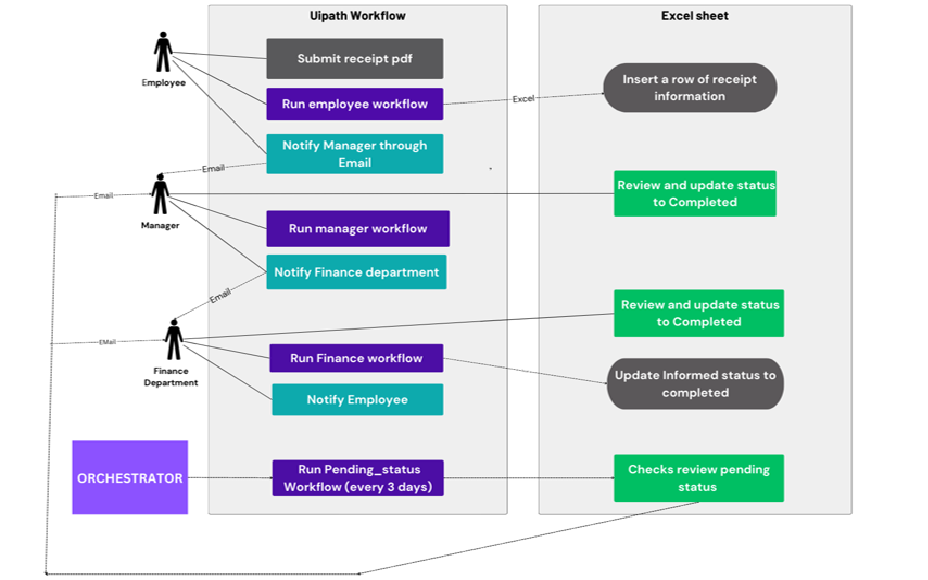 Uipath Workflow
Excel sheet
Submit receipt pdf
Employee
Insert a row of receipt
information
Run employee workflow
Excel
Notify Manager through
Email
Email
Email
Manager
Review and update status
to Completed
Run manager workflow
Notify Finance department
Email
Review and update status
to Completed
EMail
Finance
Department
Run Finance workflow
Update Informed status to
completed
Notify Employee
ORCHESTRATOR
Run Pending_status
Workflow (every 3 days)
Checks review pending
status